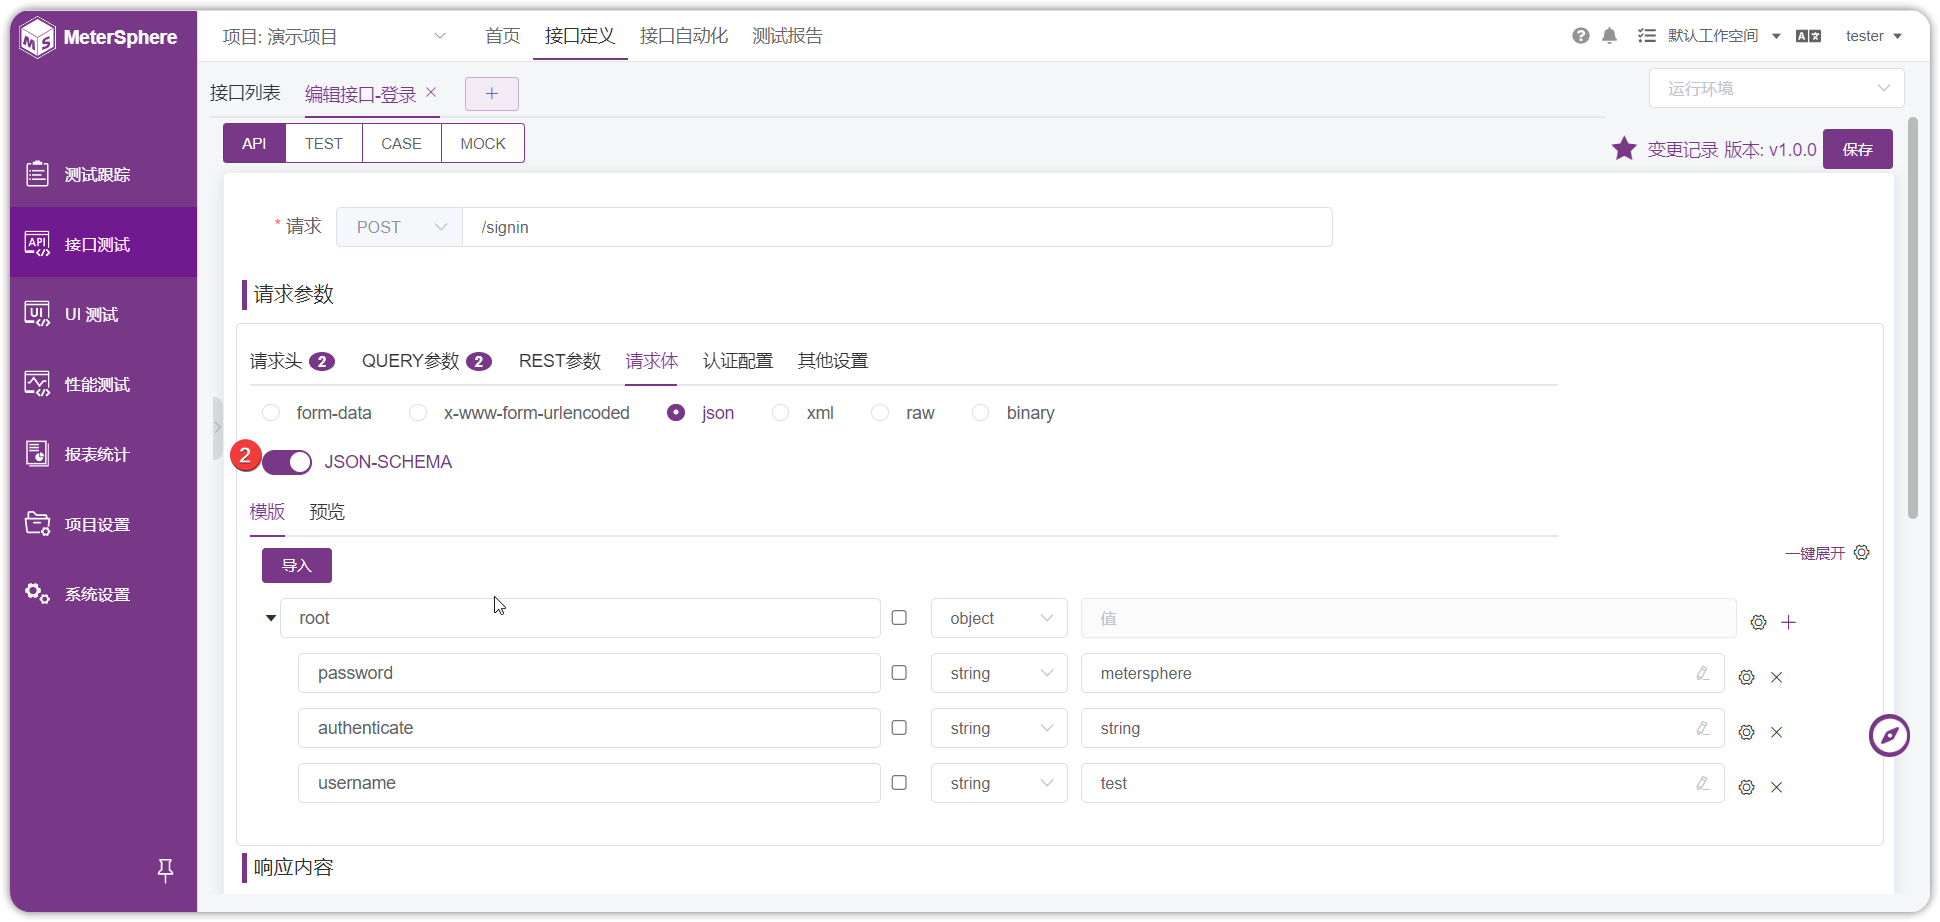 MeterSphere
项目: 演示项目
首页
接口定义
接口自动化
测试报告
默认工作空间
tester
接口列表
编辑接口-登录
运行环境
API
TEST
CASE
MOCK
变更记录 版本: v1.0.0
保存
测试跟踪
接口测试
UI 测试
性能测试
报表统计
项目设置
系统设置
* 请求
POST
/signin
请求参数
请求头 2
QUERY参数 2
REST参数
请求体
认证配置
其他设置
form-data
x-www-form-urlencoded
json
xml
raw
binary
2
JSON-SCHEMA
模版
预览
导入
一键展开
root
object
值
password
string
metersphere
authenticate
string
string
username
string
test
响应内容